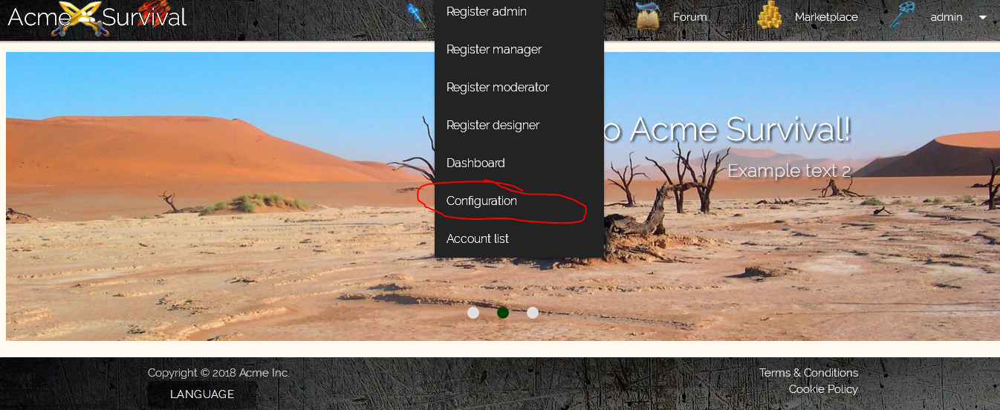 Acme Survival
Register admin
Forum
Marketplace
admin
Register manager
Register moderator
Register designer
Dashboard
Configuration
Account list
o Acme Survival!
Example text 2
Copyright © 2018 Acme Inc.
LANGUAGE
Terms & Conditions
Cookie Policy